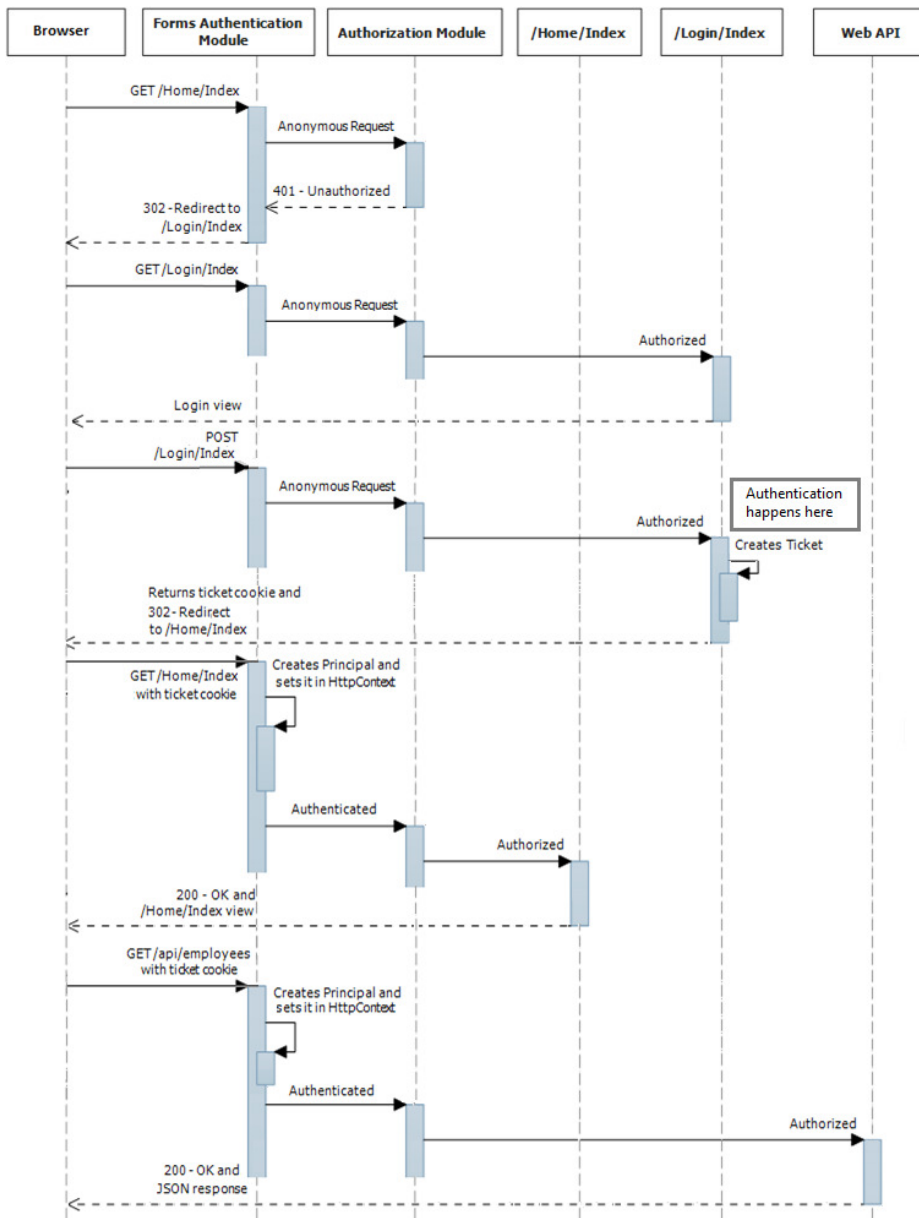 Browser
Forms Authentication
Module
Authorization Module
/Home/Index
/Login/Index
Web API
GET /Home/Index
Anonymous Request
401 - Unauthorized
302 - Redirect to
/Login/Index
GET /Login/Index
Anonymous Request
Authorized
Login view
POST
/Login/Index
Anonymous Request
Authorized
Authentication
happens here
Creates Ticket
Returns ticket cookie and
302- Redirect
to /Home/Index
GET /Home/Index
with ticket cookie
Creates Principal and
sets it in HttpContext
Authenticated
Authorized
200 - OK and
/Home/Index view
GET/api/employees
with ticket cookie
Creates Principal and
sets it in HttpContext
Authenticated
Authorized
200 - OK and
JSON response